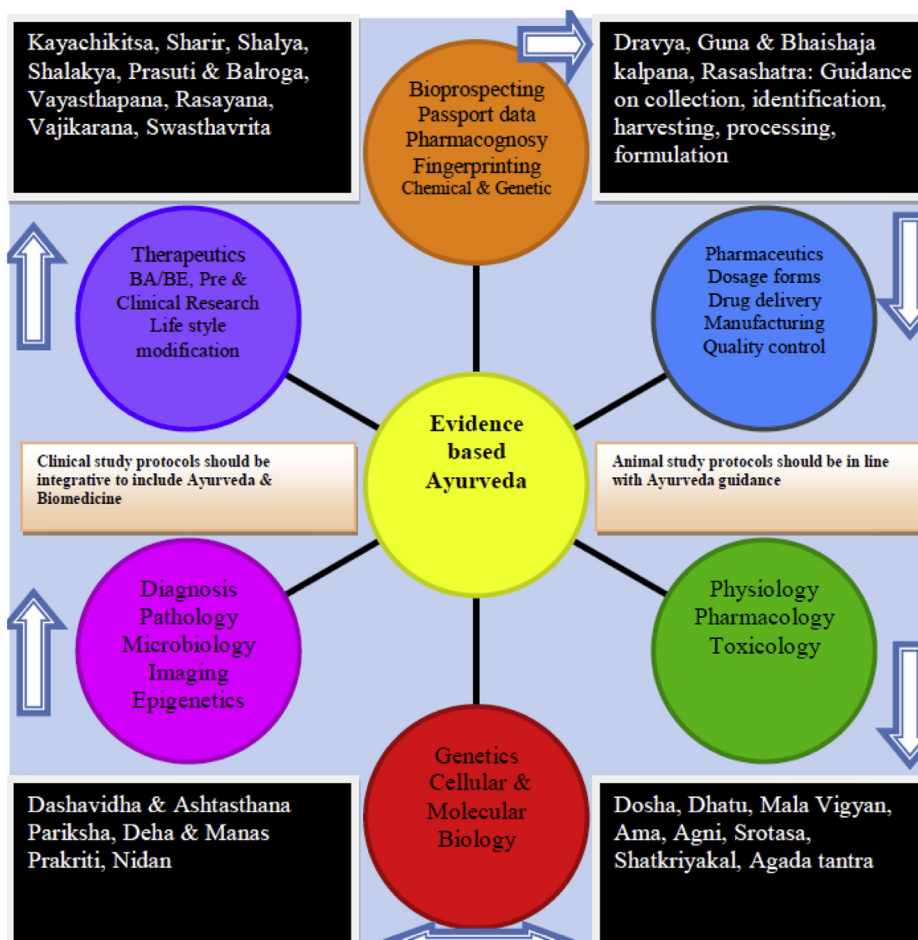 Kayachikitsa, Sharir, Shalya,
Shalakya, Prasuti & Balroga,
Vayasthapana, Rasayana,
Vajikarana, Swasthavrita
Bioprospecting
Passport data
Pharmacognosy
Fingerprinting
Chemical & Genetic
Dravya, Guna & Bhaishaja
kalpana, Rasashatra: Guidance
on collection, identification,
harvesting, processing,
formulation
Therapeutics
BA/BE, Pre &
Clinical Research
Life style
modification
Pharmaceutics
Dosage forms
Drug delivery
Manufacturing
Quality control
Clinical study protocols should be
integrative to include Ayurveda &
Biomedicine
Evidence
based
Ayurveda
Animal study protocols should be in line
with Ayurveda guidance
Diagnosis
Pathology
Microbiology
Imaging
Epigenetics
Physiology
Pharmacology
Toxicology
Genetics
Cellular &
Molecular
Biology
Dashavidha & Ashtasthana
Pariksha, Deha & Manas
Prakriti, Nidan
Dosha, Dhatu, Mala Vigyan,
Ama, Agni, Srotasa,
Shatkriyakal, Agada tantra